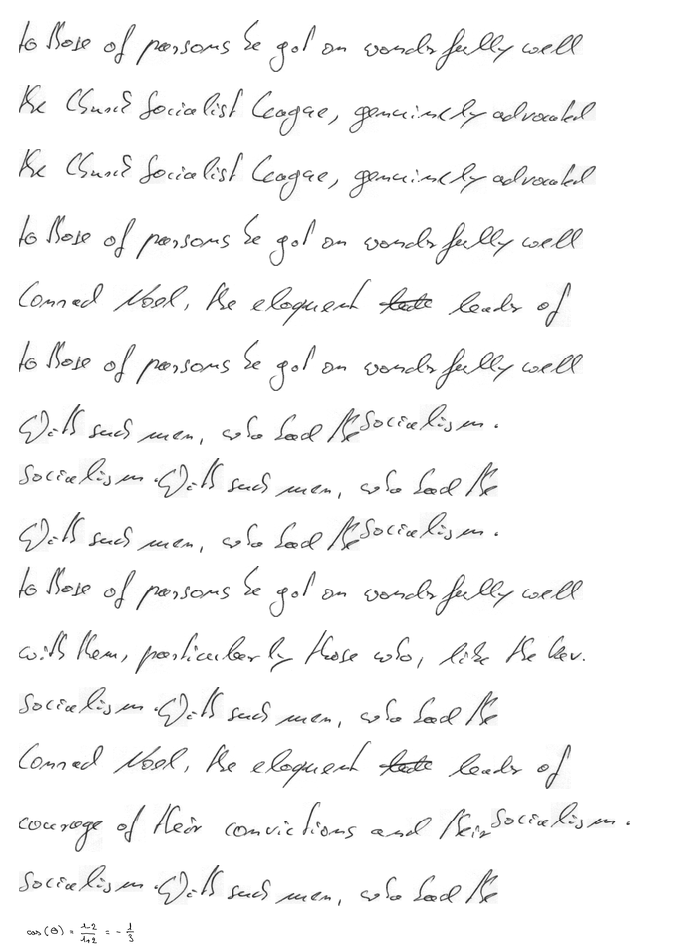 to those of persons he got on wonderfully well
the Church Socialist League, genuinely advocated
the Church Socialist League, genuinely advocated
to those of persons he got on wonderfully well
Conrad Noel, the eloquent leader of
to those of persons he got on wonderfully well
With such men, who had the Socialism.
Socialism. With such men, who had the
With such men, who had the Socialism.
to those of persons he got on wonderfully well
with them, particularly those who, like the Rev.
Socialism. With such men, who had the
Conrad Noel, the eloquent leader of
courage of their convictions and their Socialism.
Socialism. With such men, who had the
cos(θ) = \frac{1-2}{1+2} = -\frac{1}{3}